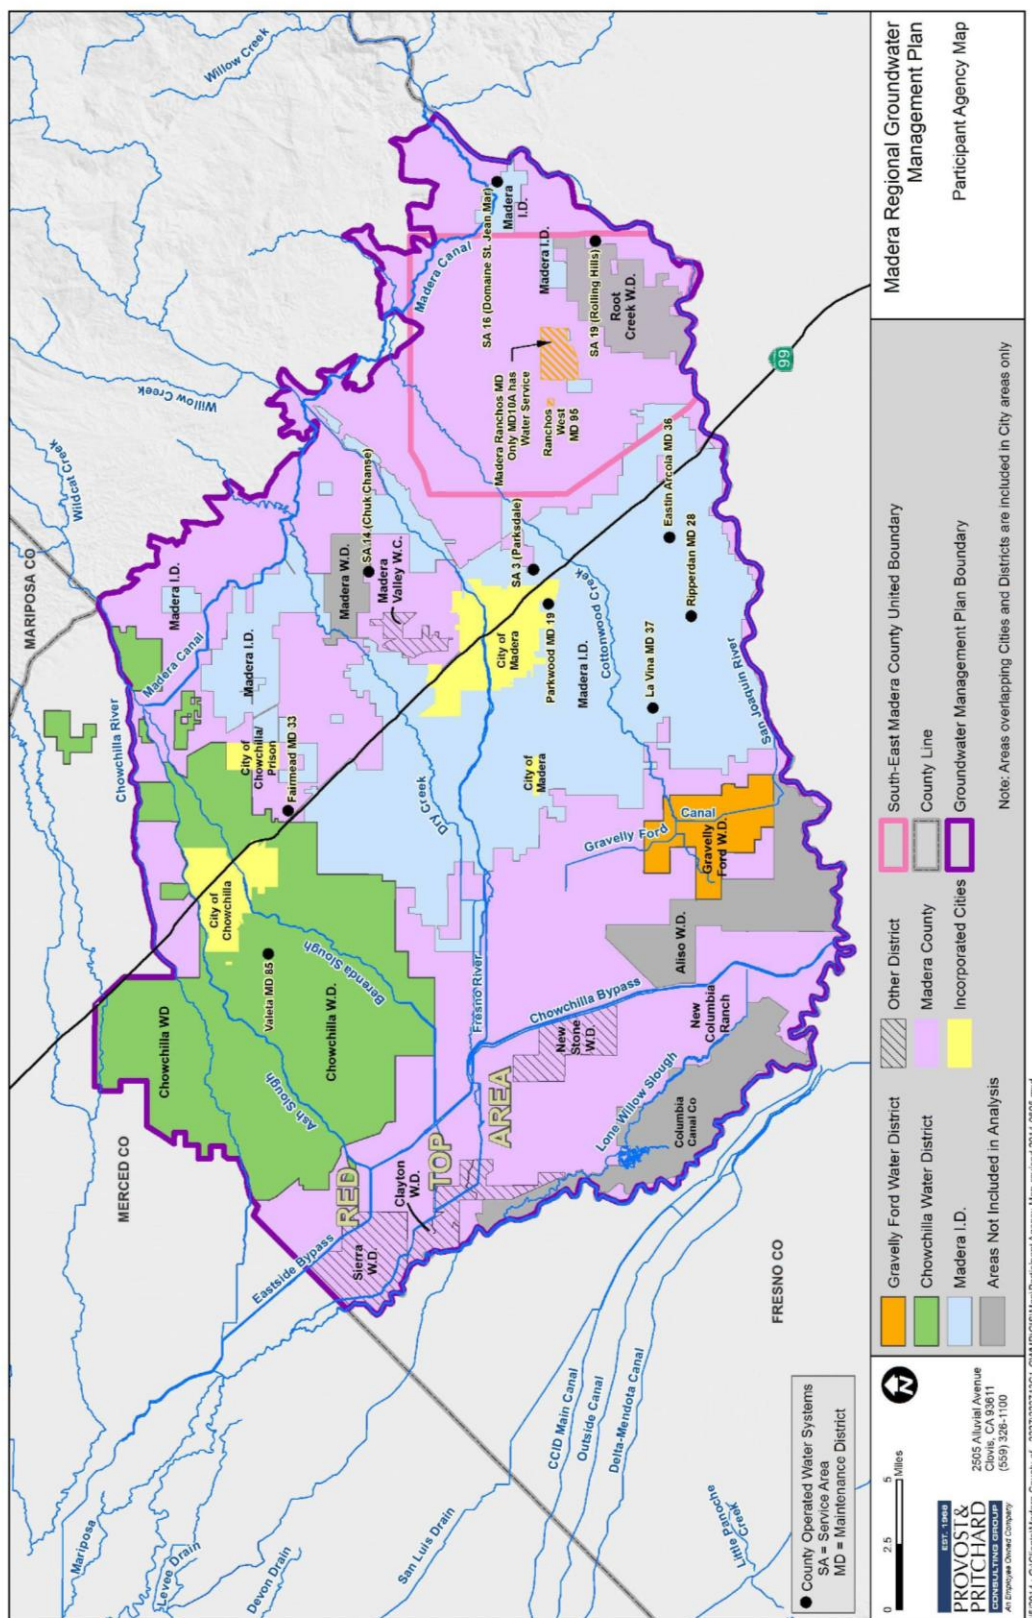 MARIPOSA CO
MERCED CO
FRESNO CO
Willow Creek
Willow Creek
Wildcat Creek
Chowchilla River
Madera Canal
Madera Canal
Madera I.D.
Madera I.D.
Madera W.D.
SA 14 (Chuk Chanse)
Madera
Valley W.C.
SA 16 (Domaine St. Jean Mar)
Madera
I.D.
Madera I.D.
SA 19 (Rolling Hills)
Root
Creek W.D.
Madera Ranchos MD
Only MD10A has
Water Service
Ranchos
West
MD 95
SA 3 (Parksdale)
City of
Madera
Parkwood MD 19
Madera I.D.
Cottonwood Creek
Eastin Arcola MD 36
Ripperdan MD 28
La Vina MD 37
San Joaquin River
99
City of
Chowchilla/
Prison
Fairmead MD 33
Dry Creek
City of
Madera
Gravelly Ford
Canal
Gravelly
Ford W.D.
City of
Chowchilla
Valeta MD 85
Berenda Slough
Chowchilla WD
Chowchilla W.D.
Ash Slough
Fresno River
Aliso W.D.
Chowchilla Bypass
New
Stone
W.D.
New
Columbia
Ranch
Lone Willow Slough
Columbia
Canal Co
RED
TOP
AREA
Clayton
W.D.
Sierra
W.D.
Eastside Bypass
Mariposa
Levee Drain
Devon Drain
San Luis Drain
CCID Main Canal
Outside Canal
Delta-Mendota Canal
Little Panoche
Creek
County Operated Water Systems
SA = Service Area
MD = Maintenance District
0 2.5 5
Miles
N
EST. 1968
PROVOST &
PRITCHARD
CONSULTING GROUP
An Employee Owned Company
2505 Alluvial Avenue
Clovis, CA 93611
(559) 326-1100
Gravelly Ford Water District
Chowchilla Water District
Madera I.D.
Areas Not Included in Analysis
Other District
Madera County
Incorporated Cities
South-East Madera County United Boundary
County Line
Groundwater Management Plan Boundary
Note: Areas overlapping Cities and Districts are included in City areas only
Madera Regional Groundwater
Management Plan
Participant Agency Map